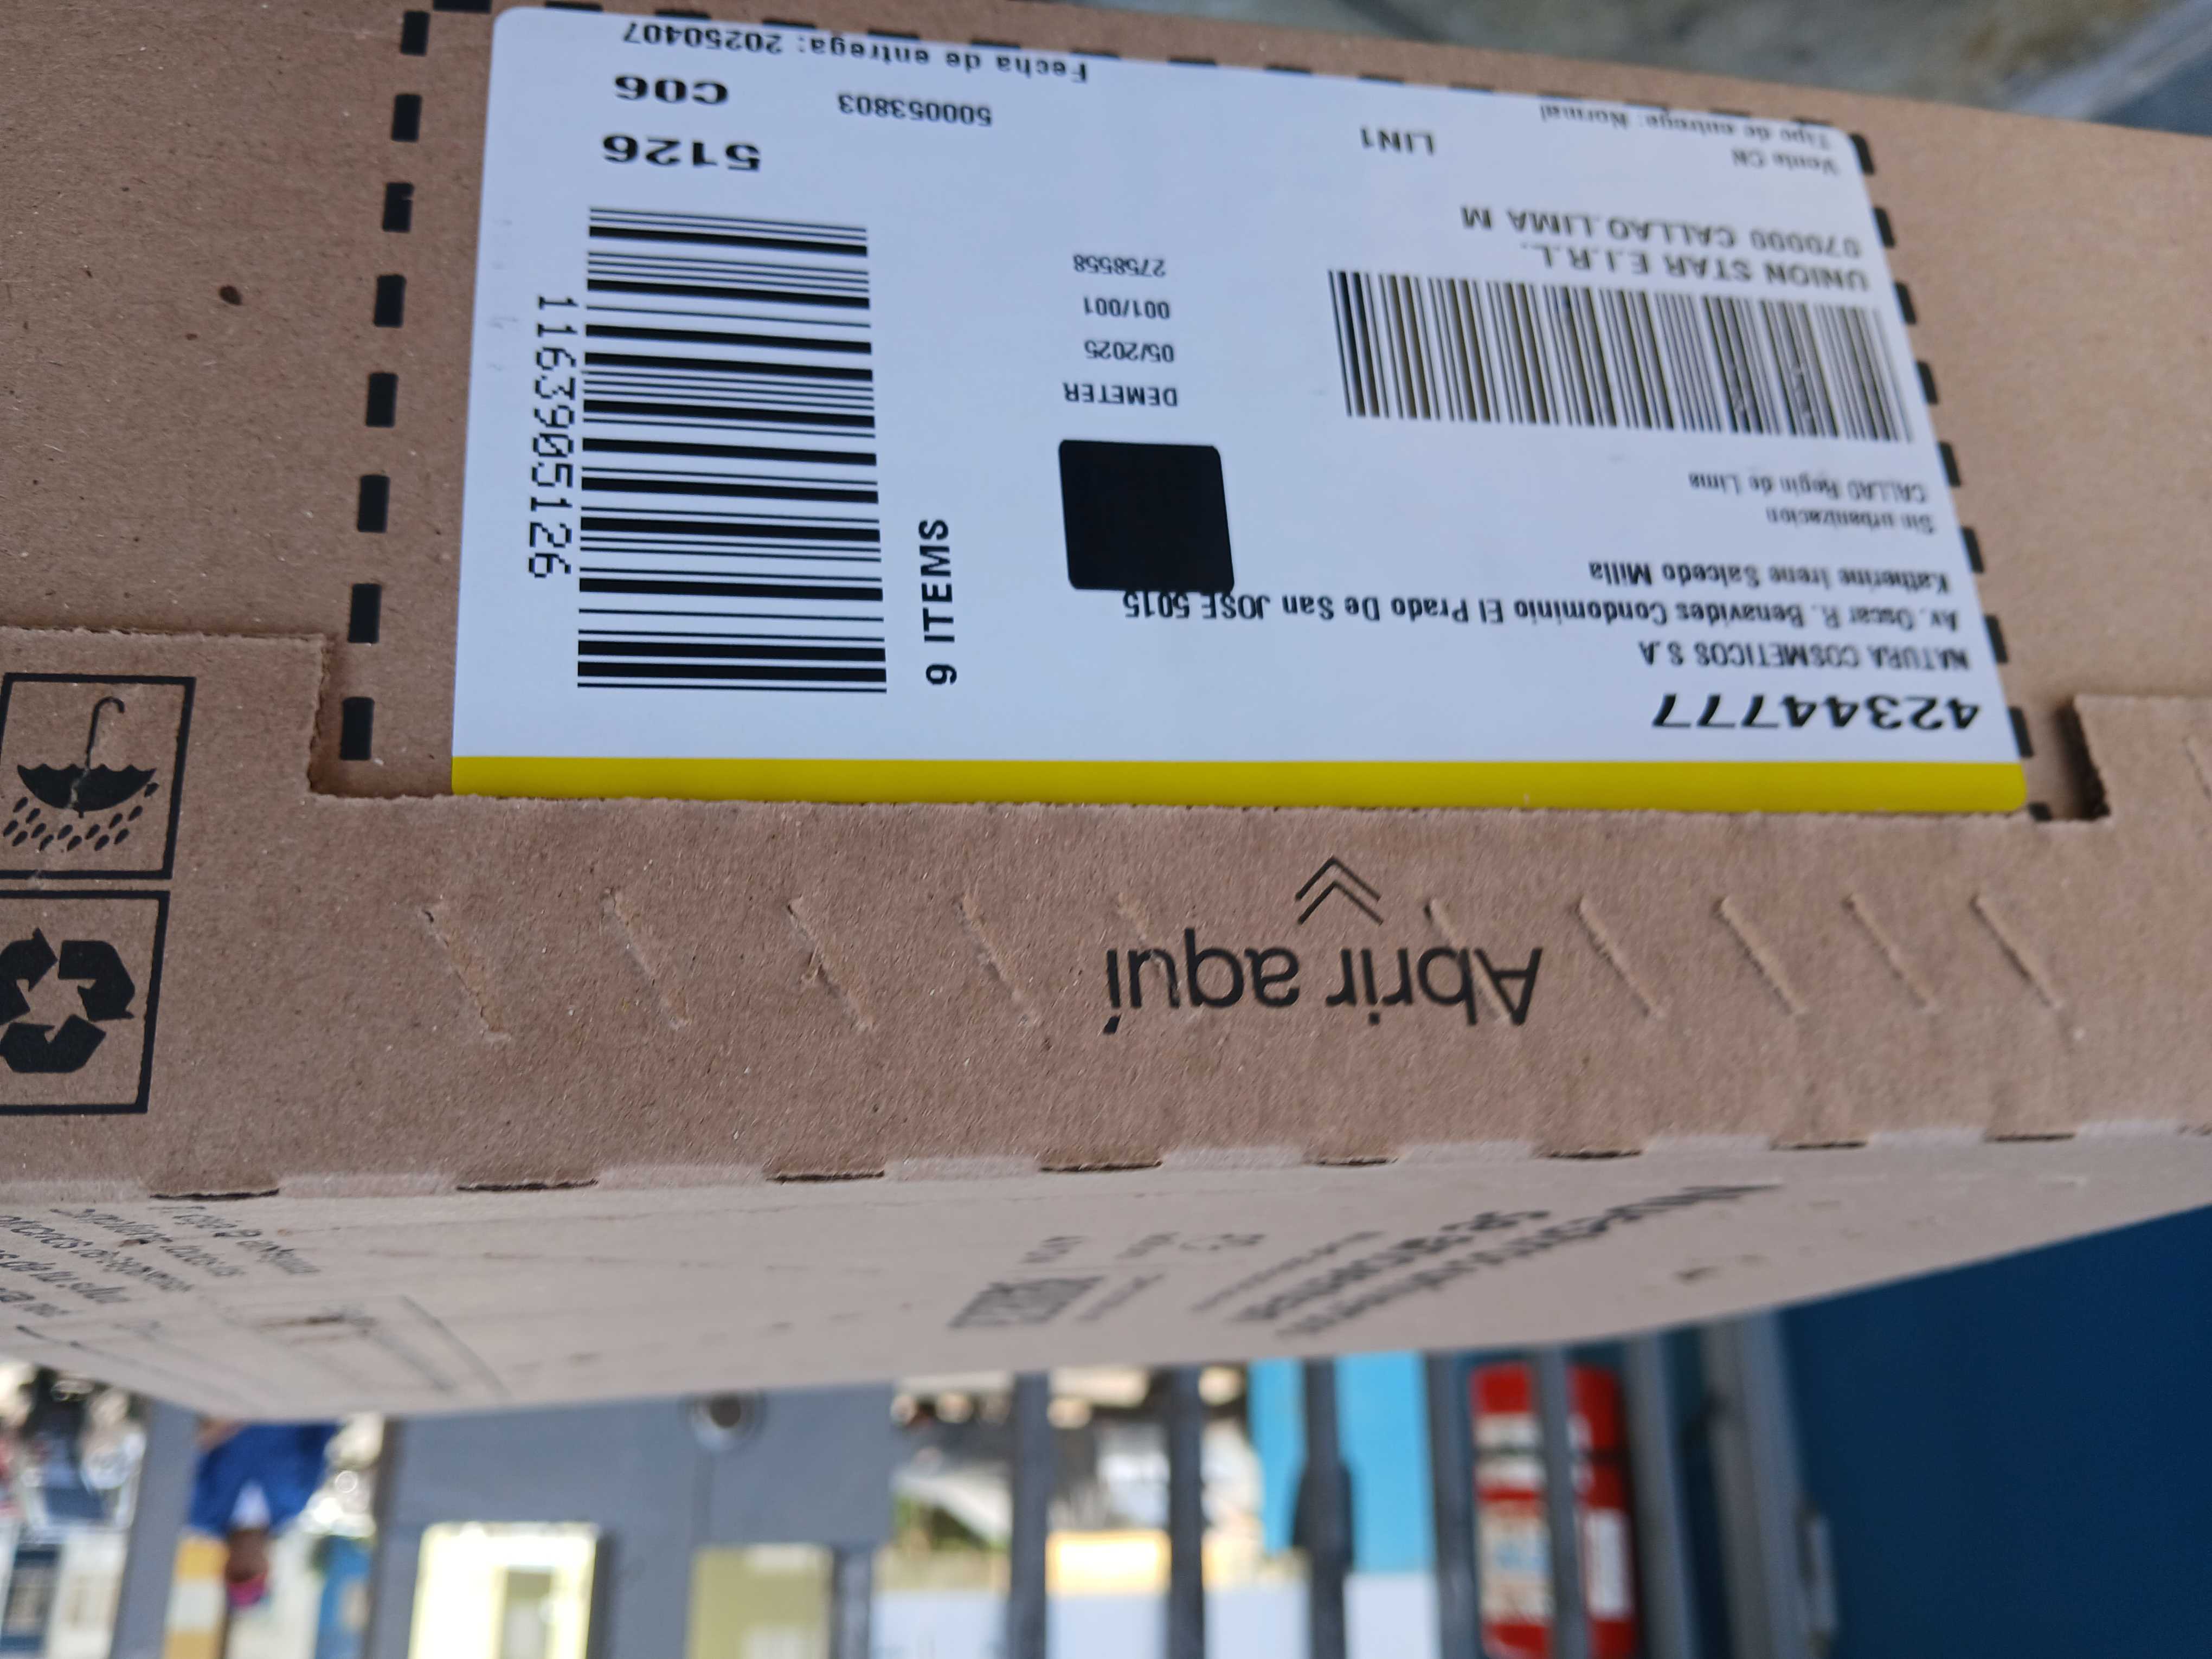 42344777
NATURA COSMETICOS S.A
Av. Oscar R. Benavides Condominio El Prado De San JOSE 5015
Katherine Irene Salcedo Milla
Sin urbanizacion
CALLAO Regin de Lima
UNION STAR E.I.R.L.
070000 CALLAO LIMA M
Venta CN
Tipo de entrega: Normal
LIN1
DEMETER
05/2025
001/001
2758558
500053803
Fecha de entrega: 20250407
9 ITEMS
1163905126
5126
C06
Abrir aquí